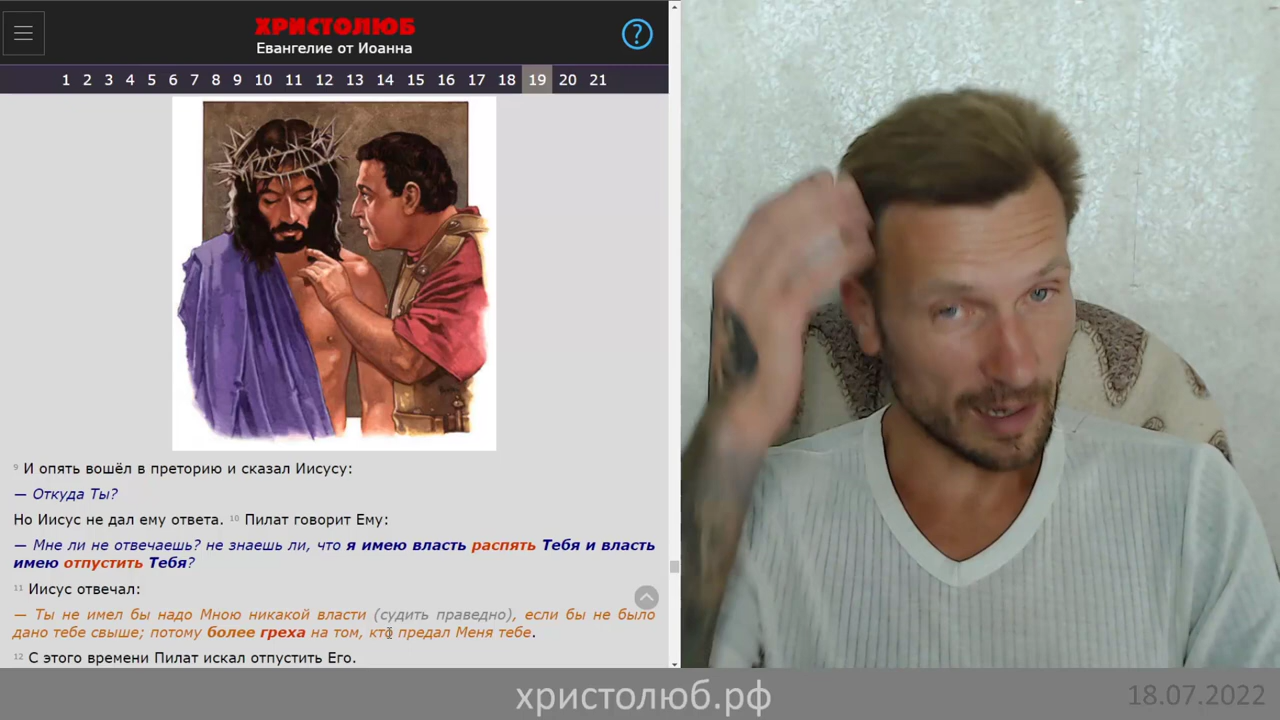 ХРИСТОЛЮБ
Евангелие от Иоанна
?
1 2 3 4 5 6 7 8 9 10 11 12 13 14 15 16 17 18 19 20 21
9 И опять вошёл в преторию и сказал Иисусу:
— Откуда Ты?
Но Иисус не дал ему ответа. 10 Пилат говорит Ему:
— Мне ли не отвечаешь? не знаешь ли, что я имею власть распять Тебя и власть
имею отпустить Тебя?
11 Иисус отвечал:
— Ты не имел бы надо Мною никакой власти (судить праведно), если бы не было
дано тебе свыше; потому более греха на том, кто предал Меня тебе.
12 С этого времени Пилат искал отпустить Его.
христолюб.рф
18.07.2022